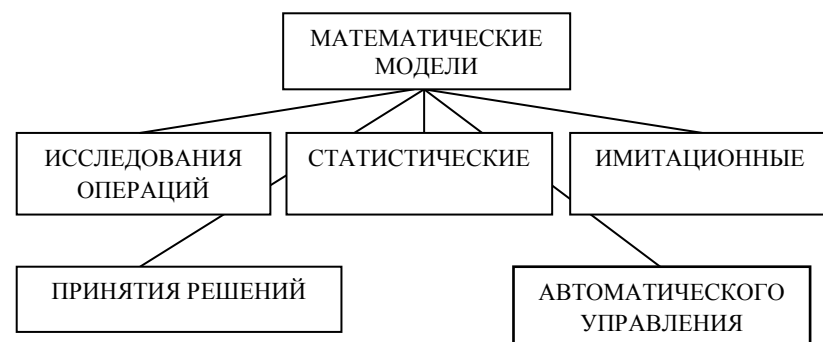 МАТЕМАТИЧЕСКИЕ
МОДЕЛИ
ИССЛЕДОВАНИЯ
ОПЕРАЦИЙ
СТАТИСТИЧЕСКИЕ
ИМИТАЦИОННЫЕ
ПРИНЯТИЯ РЕШЕНИЙ
АВТОМАТИЧЕСКОГО
УПРАВЛЕНИЯ